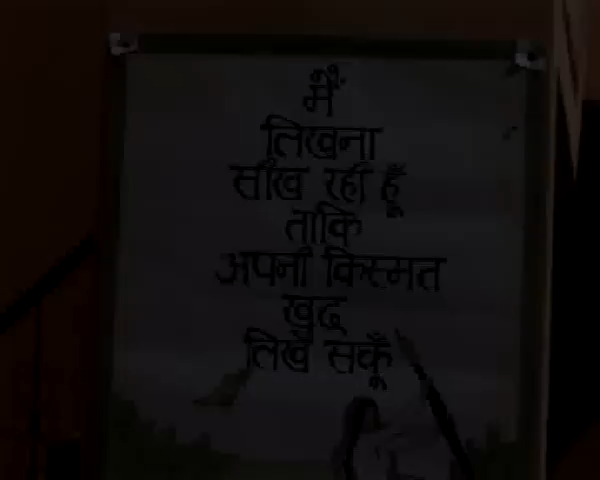 मैं
लिखना
सीख रही हूँ
ताकि
अपनी किस्मत
खुद
लिख सकूँ